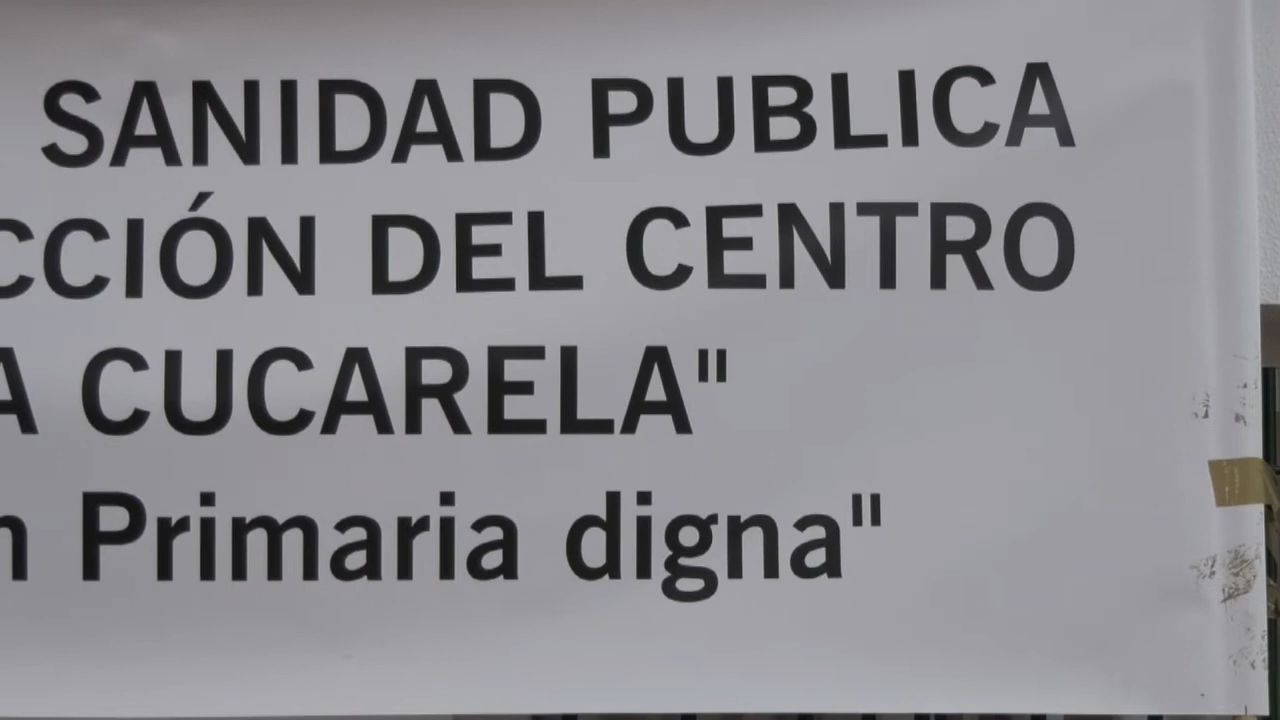 SANIDAD PUBLICA
CCIÓN DEL CENTRO
A CUCARELA"
n Primaria digna"